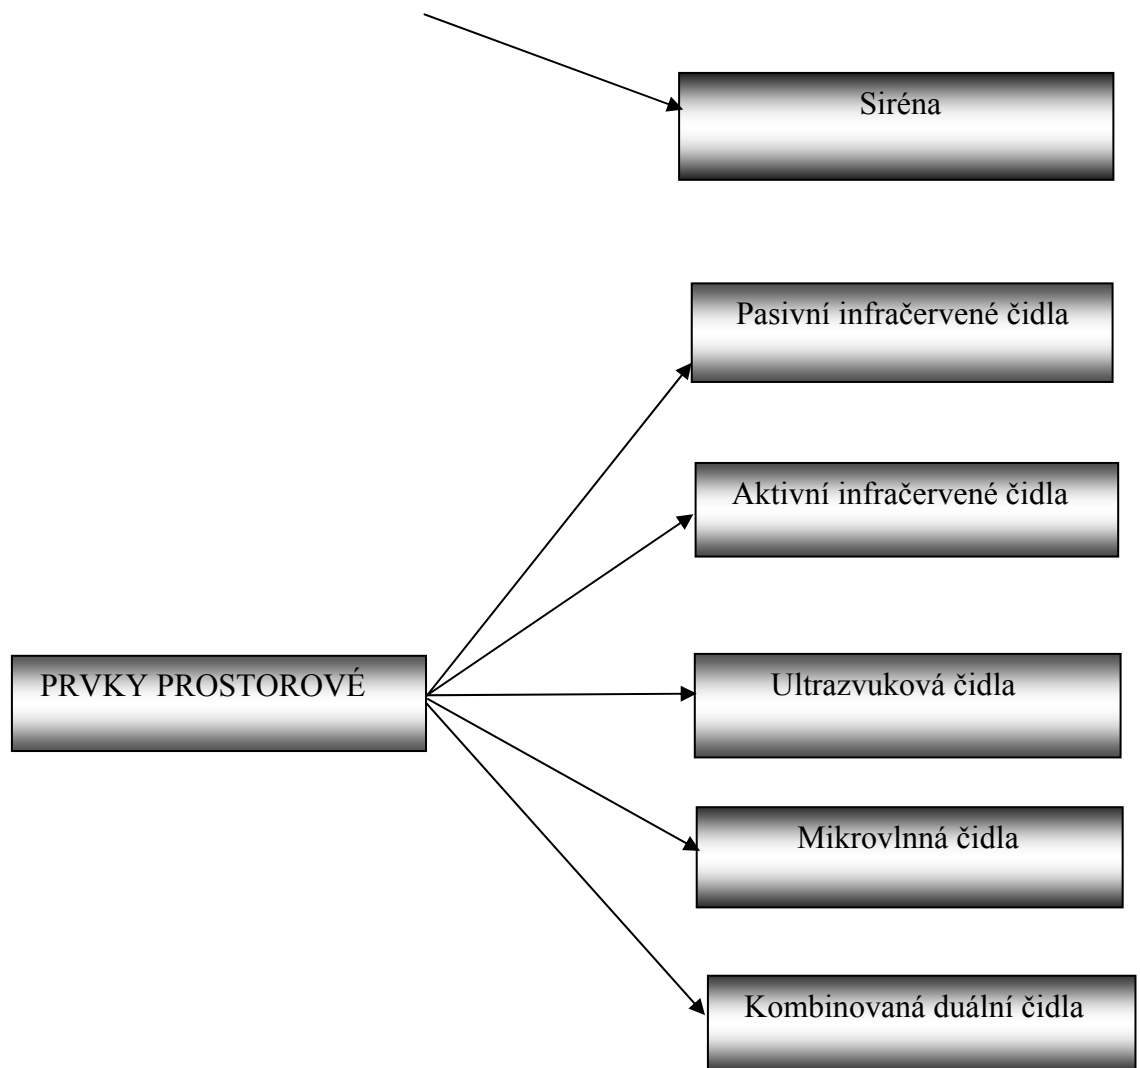 Siréna
Pasivní infračervené čidla
Aktivní infračervené čidla
PRVKY PROSTOROVÉ
Ultrazvuková čidla
Mikrovlnná čidla
Kombinovaná duální čidla